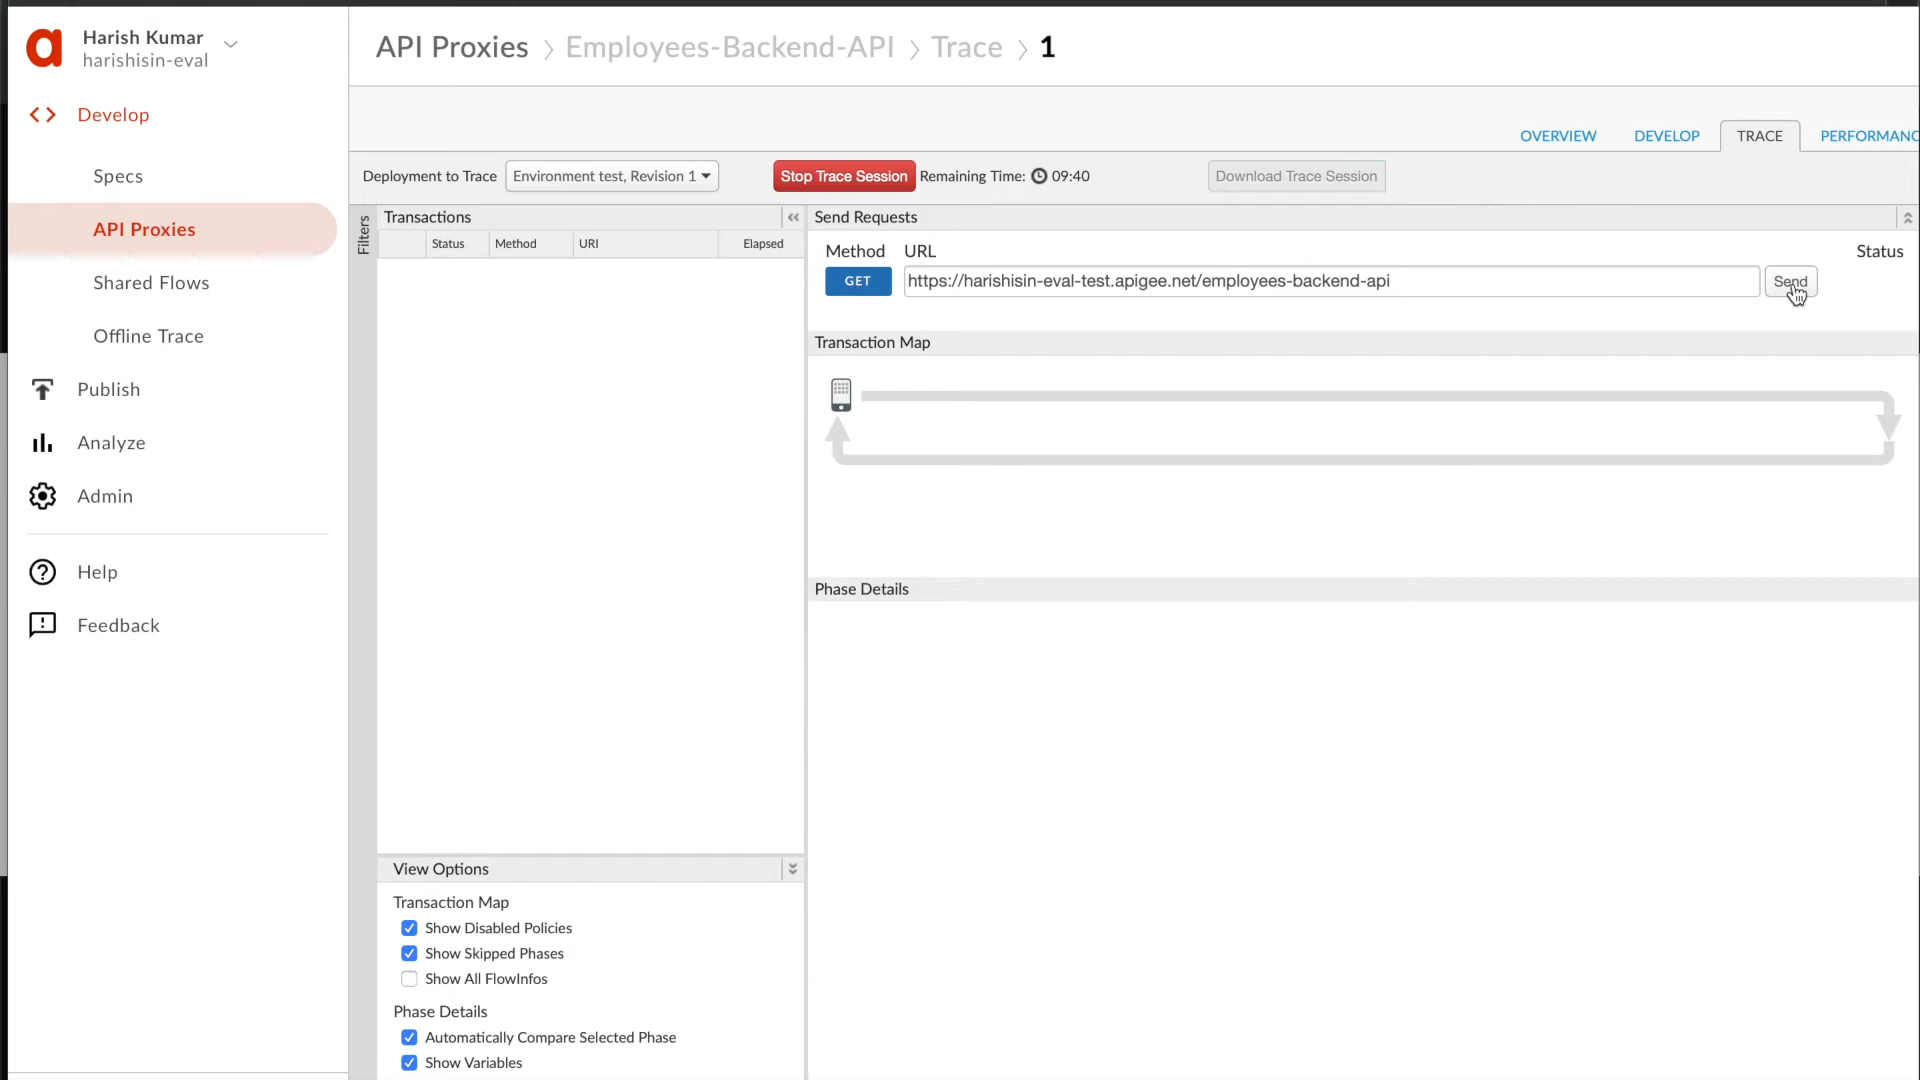 Harish Kumar
harishisin-eval
Develop
Specs
API Proxies
Shared Flows
Offline Trace
Publish
Analyze
Admin
Help
Feedback
API Proxies > Employees-Backend-API > Trace > 1
OVERVIEW DEVELOP TRACE PERFORMANC
Deployment to Trace Environment test, Revision 1 Stop Trace Session Remaining Time: 09:40 Download Trace Session
Filters
Transactions
Status Method URI Elapsed
Send Requests
Method URL Status
GET https://harishisin-eval-test.apigee.net/employees-backend-api Send
Transaction Map
Phase Details
View Options
Transaction Map
Show Disabled Policies
Show Skipped Phases
Show All FlowInfos
Phase Details
Automatically Compare Selected Phase
Show Variables